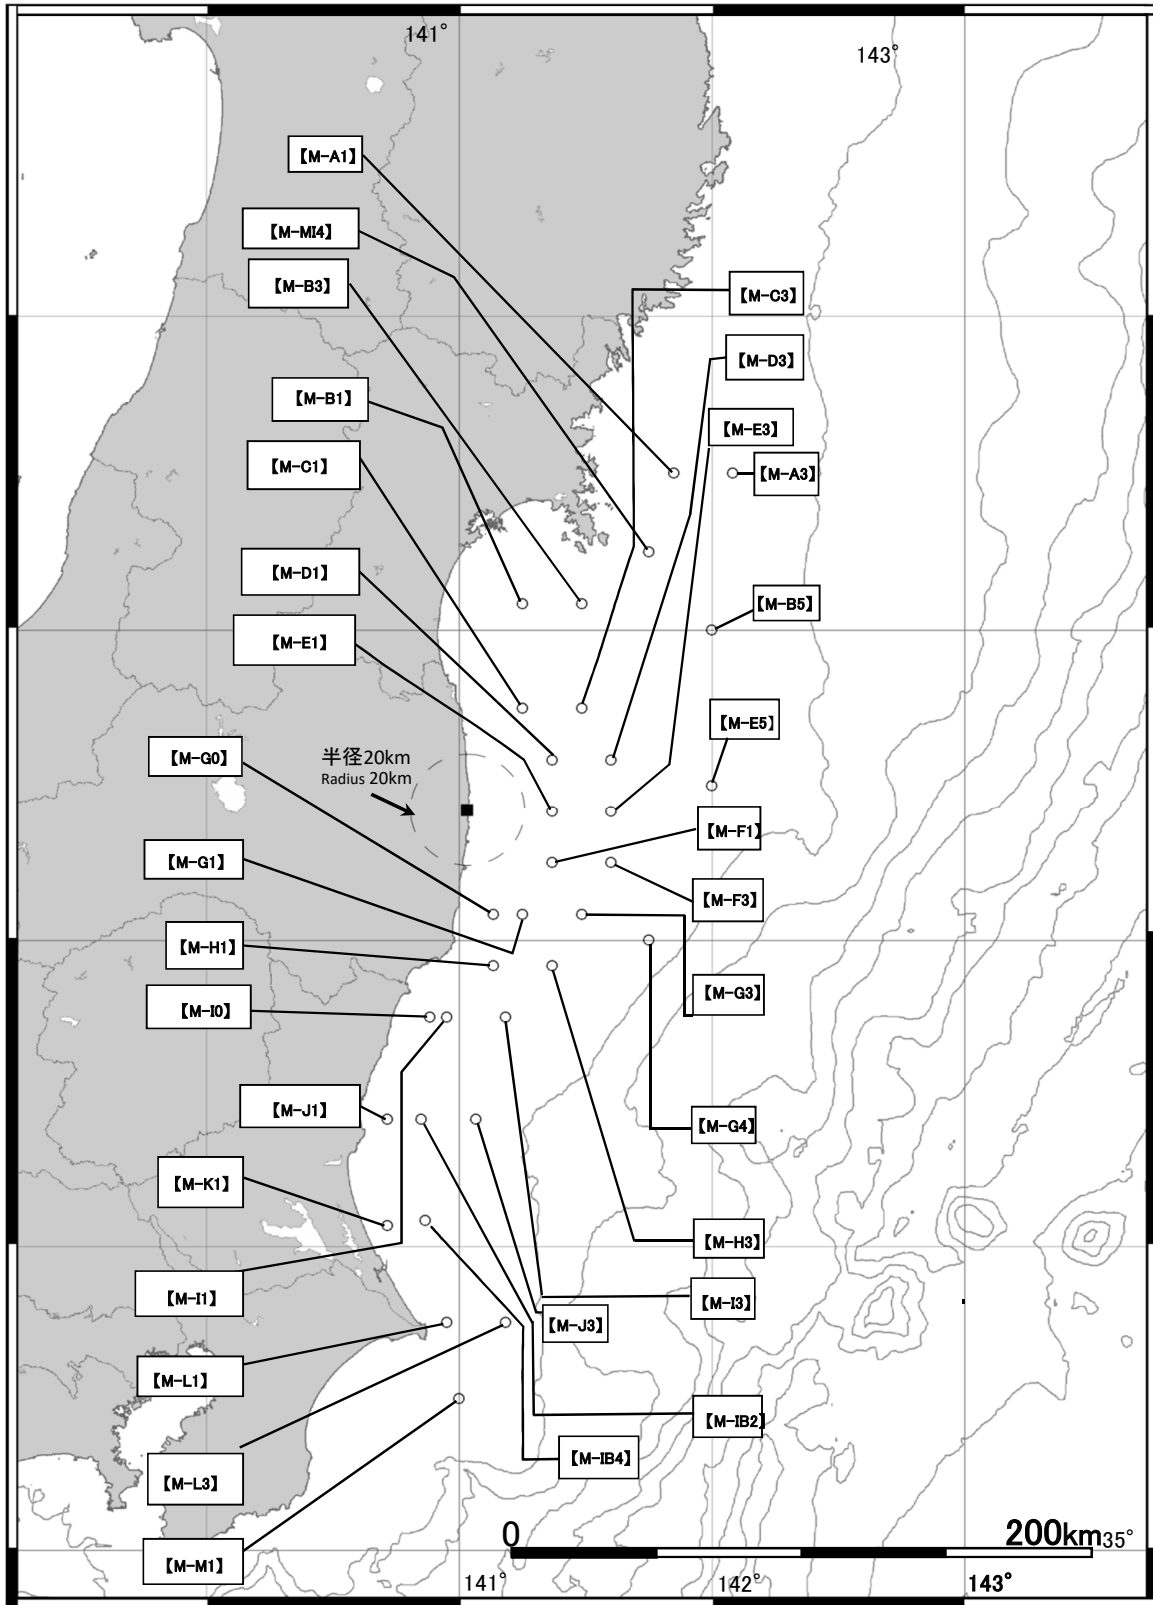 141°
143°
【M-A1】
【M-MI4】
【M-B3】
【M-C3】
【M-D3】
【M-B1】
【M-E3】
【M-C1】
【M-A3】
【M-D1】
【M-B5】
【M-E1】
【M-E5】
【M-G0】
半径20km
Radius 20km
【M-F1】
【M-G1】
【M-F3】
【M-H1】
【M-G3】
【M-I0】
【M-J1】
【M-G4】
【M-K1】
【M-H3】
【M-I1】
【M-I3】
【M-J3】
【M-L1】
【M-IB2】
【M-IB4】
【M-L3】
0
200km
35°
【M-M1】
141°
142°
143°